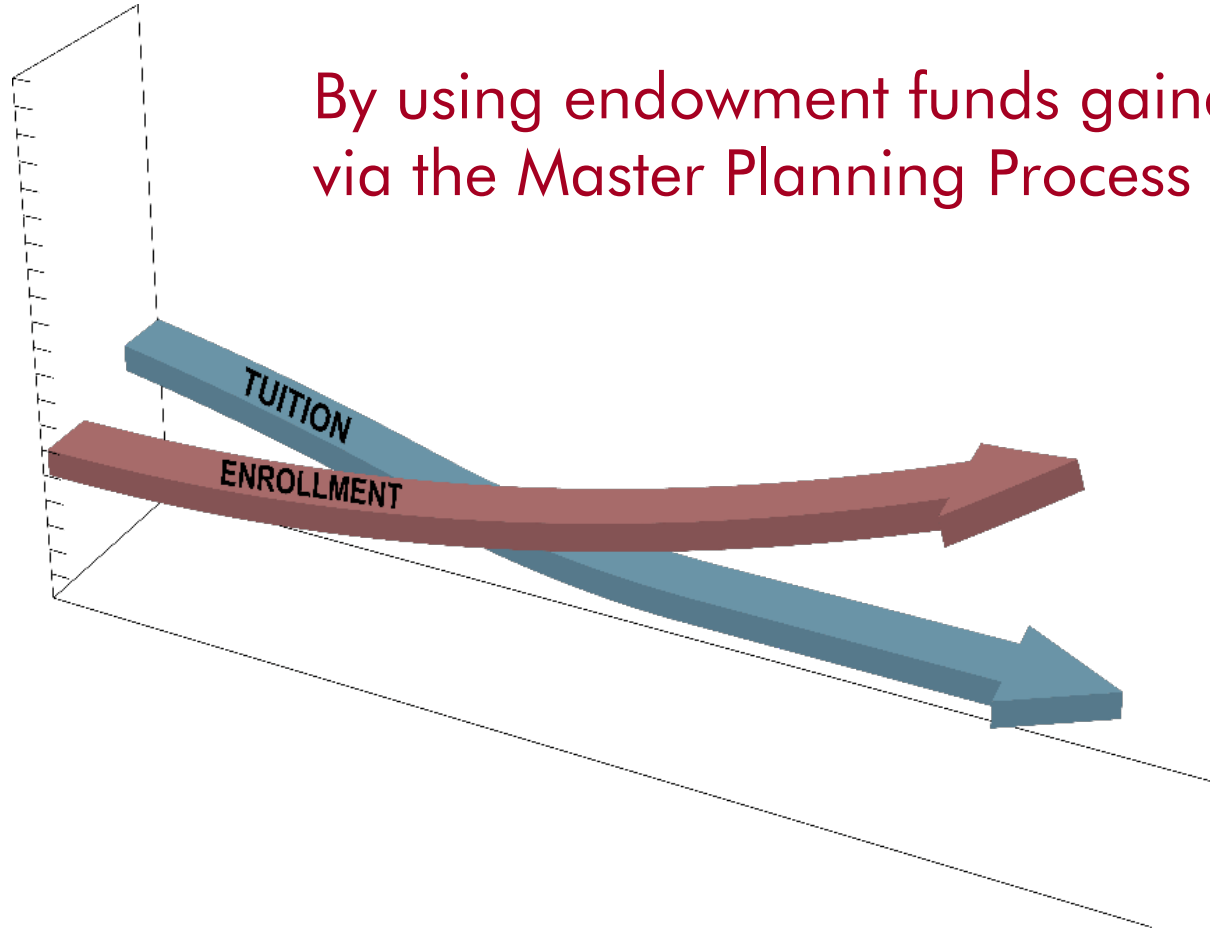 By using endowment funds
via the Master Planning Process
TUITION
ENROLLMENT